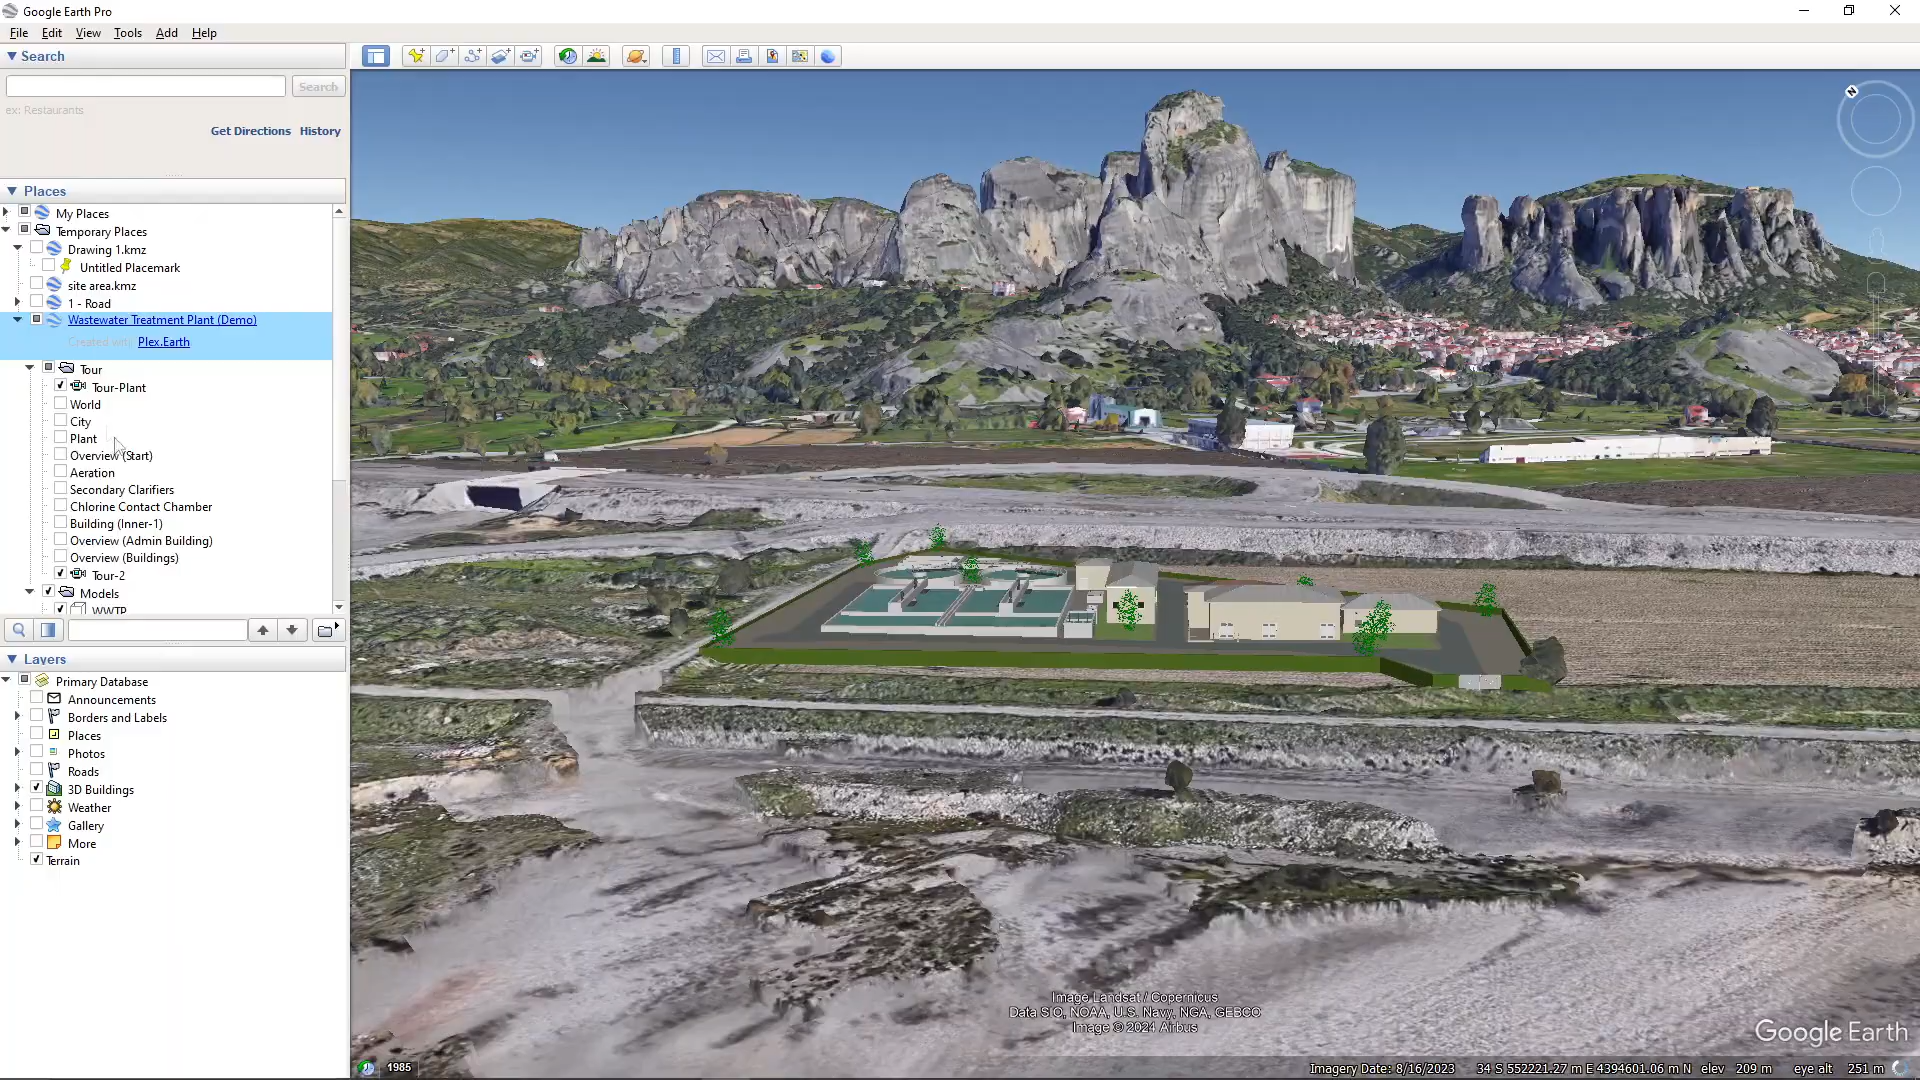 Google Earth Pro
File Edit View Tools Add Help
Search
Search
ex: Restaurants
Get Directions History
Places
My Places
Temporary Places
Drawing 1.kmz
Untitled Placemark
site area.kmz
1 - Road
Wastewater Treatment Plant (Demo)
Created with Plex.Earth
Tour
Tour-Plant
World
City
Plant
Overview (Start)
Aeration
Secondary Clarifiers
Chlorine Contact Chamber
Building (Inner-1)
Overview (Admin Building)
Overview (Buildings)
Tour-2
Models
WWTP
Layers
Primary Database
Announcements
Borders and Labels
Places
Photos
Roads
3D Buildings
Weather
Gallery
More
Terrain
N
Image Landsat / Copernicus
Data SIO, NOAA, U.S. Navy, NGA, GEBCO
Image © 2024 Airbus
Google Earth
1985
Imagery Date: 8/16/2023 34 S 552221.27 m E 4394601.06 m N elev 209 m eye alt 251 m